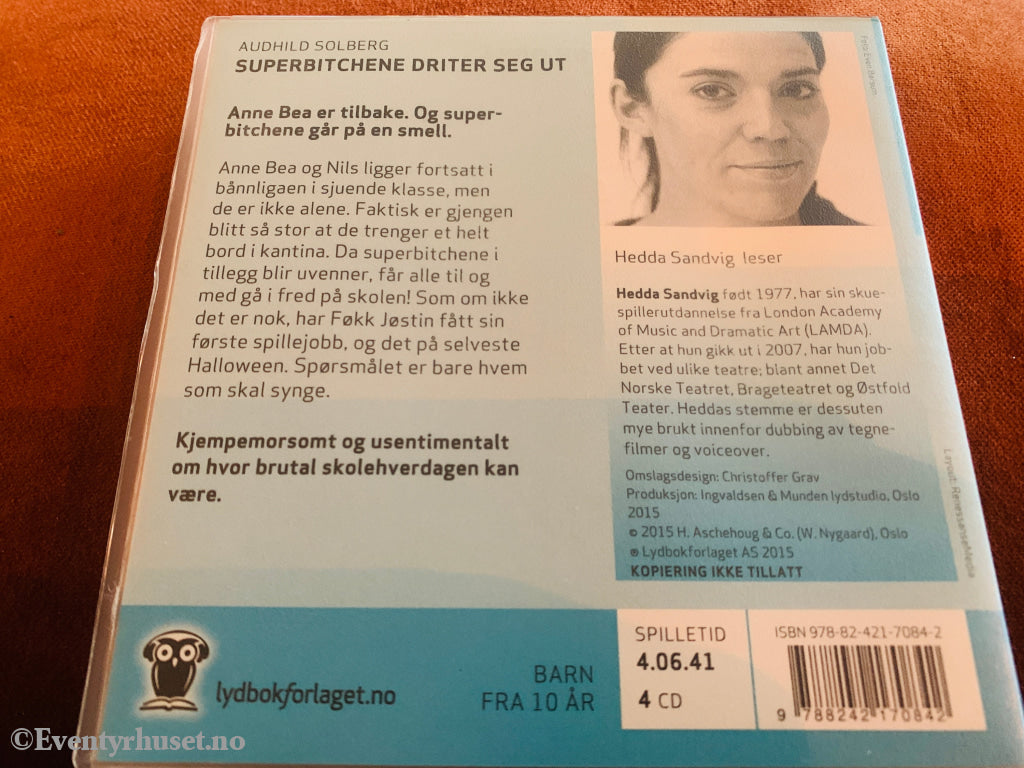 AUDHILD SOLBERG
SUPERBITCHENE DRITER SEG UT
Anne Bea er tilbake. Og super-
bitchene går på en smell.
Anne Bea og Nils ligger fortsatt i
bånnligaen i sjuende klasse, men
de er ikke alene. Faktisk er gjengen
blitt så stor at de trenger et helt
bord i kantina. Da superbitchene i
tillegg blir uvenner, får alle til og
med gå i fred på skolen! Som om ikke
det er nok, har Føkk Jøstin fått sin
første spillejobb, og det på selveste
Halloween. Spørsmålet er bare hvem
som skal synge.
Kjempemorsomt og usentimentalt
om hvor brutal skolehverdagen kan
være.
Foto: Even
Hedda Sandvig leser
Hedda Sandvig født 1977, har sin skue-
spillerutdannelse fra London Academy
of Music and Dramatic Art (LAMDA).
Etter at hun gikk ut i 2007, har hun job-
bet ved ulike teatre; blant annet Det
Norske Teatret, Brageteatret og Østfold
Teater. Heddas stemme er dessuten
mye brukt innenfor dubbing av tegne-
filmer og voiceover.
Omslagsdesign: Christoffer Grav
Produksjon: Ingvaldsen & Munden lydstudio, Oslo
2015
© 2015 H. Aschehoug & Co. (W. Nygaard), Oslo
℗ Lydbokforlaget AS 2015
KOPIERING IKKE TILLATT
Layout: RenessanseMedia
lydbokforlaget.no
BARN
FRA 10 ÅR
SPILLETID
4.06.41
4 CD
ISBN 978-82-421-7084-2
9 788242 170842
©Eventyrhuset.no